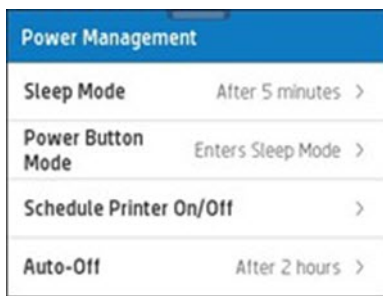 Power Management
Sleep Mode After 5 minutes >
Power Button
Mode Enters Sleep Mode >
Schedule Printer On/Off >
Auto-Off After 2 hours >